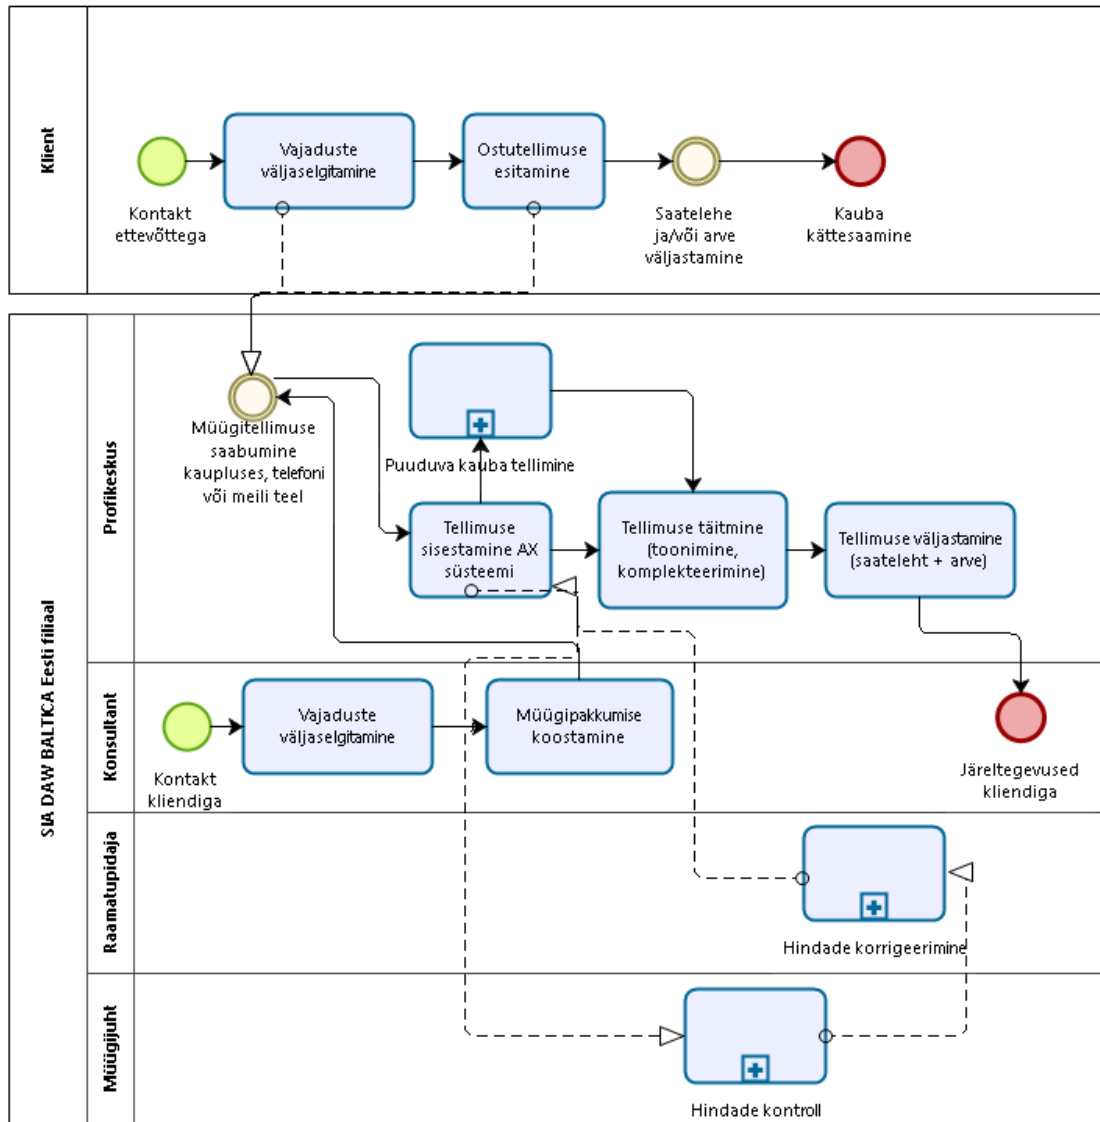 Klient
Vajaduste
väljaselgitamine
Ostutellimuse
esitamine
Kontakt
ettevõttega
Saatelehe
ja/või arve
väljastamine
Kauba
kättesaamine
SIA DAW BALTICA Eesti filiaal
Profikeskus
Müügitellimuse
saabumine
kaupluses, telefoni
või meili teel
Puuduva kauba tellimine
Tellimuse
sisestamine AX
süsteemi
Tellimuse täitmine
(toonimine,
komplekteerimine)
Tellimuse väljastamine
(saateleht + arve)
Konsultant
Kontakt
kliendiga
Vajaduste
väljaselgitamine
Müügipakkumise
koostamine
Järeltegevused
kliendiga
Raamatupidaja
Hindade korrigeerimine
Müügijuht
Hindade kontroll